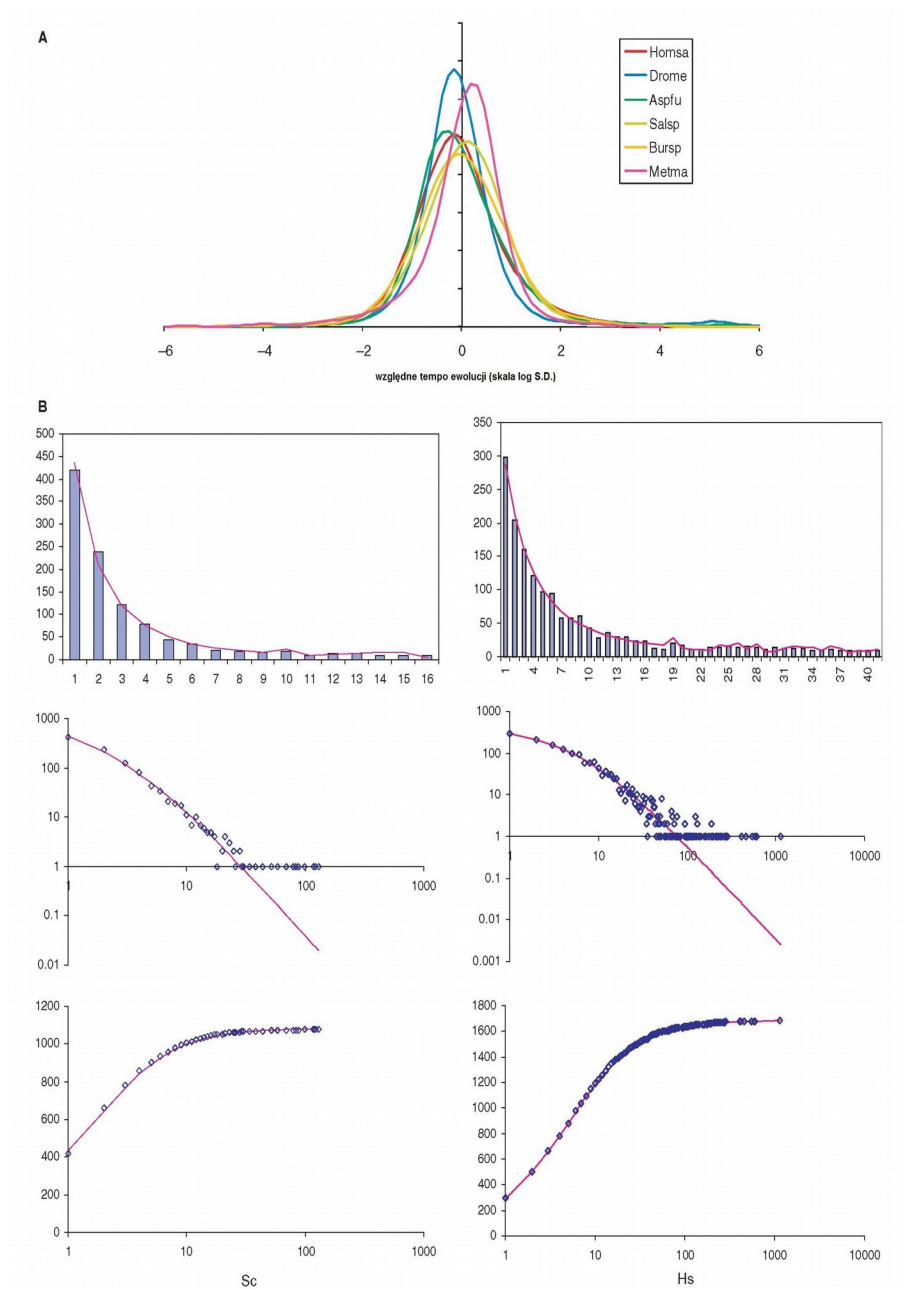 A
Homsa
Drome
Aspfu
Salsp
Bursp
Metma
–6 –4 –2 0 2 4 6
względne tempo ewolucji (skala log S.D.)
B
500
450
400
350
300
250
200
150
100
50
0
1 2 3 4 5 6 7 8 9 10 11 12 13 14 15 16
350
300
250
200
150
100
50
0
1 4 7 10 13 16 19 22 25 28 31 34 37 40
1000
100
10
1
0.1
0.01
1 10 100 1000
1000
100
10
1
0.1
0.01
0.001
1 10 100 1000 10000
1200
1000
800
600
400
200
0
1 10 100 1000
Sc
1800
1600
1400
1200
1000
800
600
400
200
0
1 10 100 1000 10000
Hs